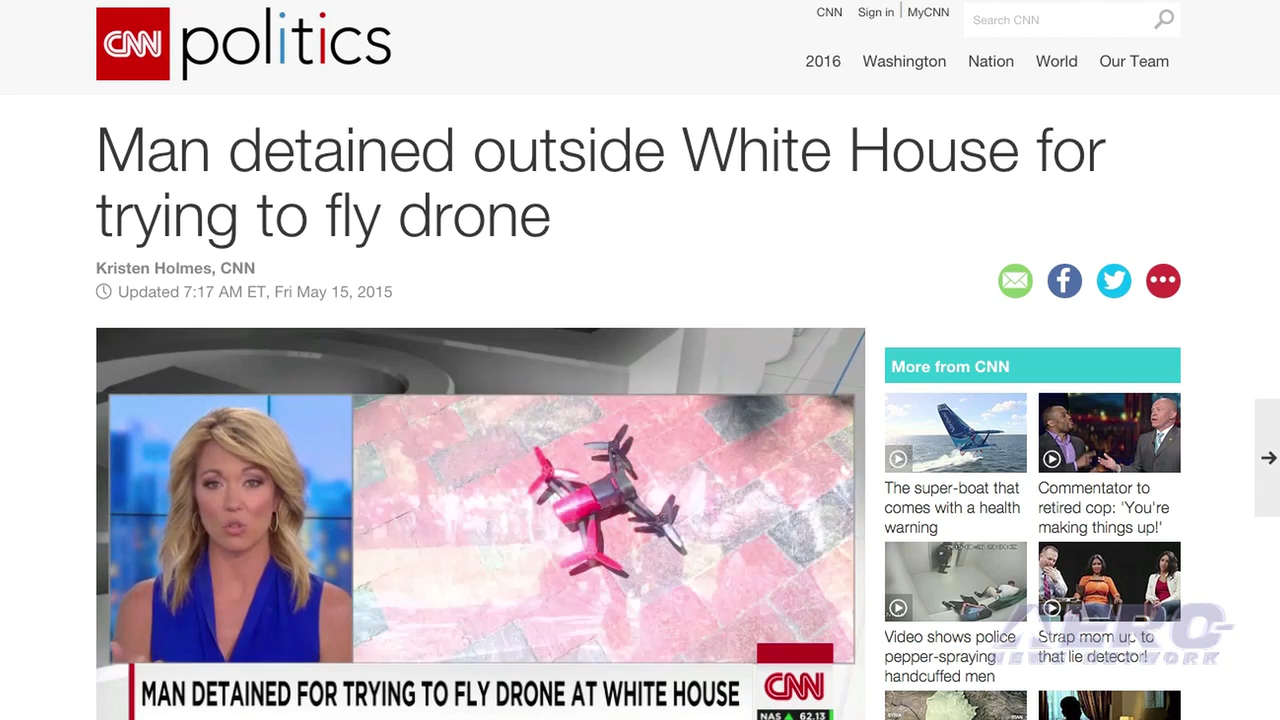 CNN politics
CNN Sign in MyCNN
Search CNN
2016 Washington Nation World Our Team
Man detained outside White House for
trying to fly drone
Kristen Holmes, CNN
Updated 7:17 AM ET, Fri May 15, 2015
More from CNN
The super-boat that
comes with a health
warning
Commentator to
retired cop: 'You're
making things up!'
Video shows police
pepper-spraying
handcuffed men
Strap mom up to
that lie detector!
MAN DETAINED FOR TRYING TO FLY DRONE AT WHITE HOUSE
CNN
NAS 62.13
AERO
NEWS NETWORK